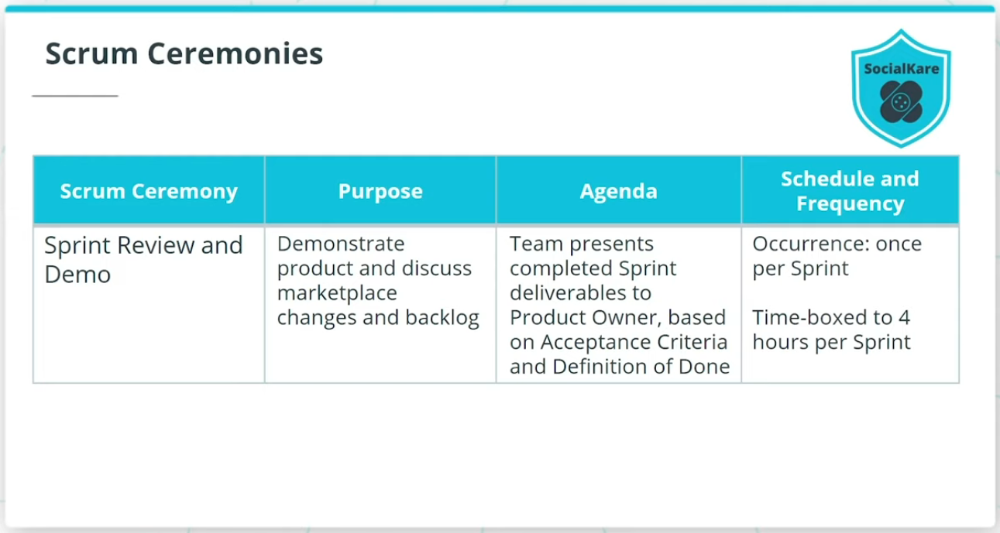 Scrum Ceremonies
SocialKare
Scrum Ceremony
Purpose
Agenda
Schedule and
Frequency
Sprint Review and
Demo
Demonstrate
product and discuss
marketplace
changes and backlog
Team presents
completed Sprint
deliverables to
Product Owner, based
on Acceptance Criteria
and Definition of Done
Occurrence: once
per Sprint
Time-boxed to 4
hours per Sprint